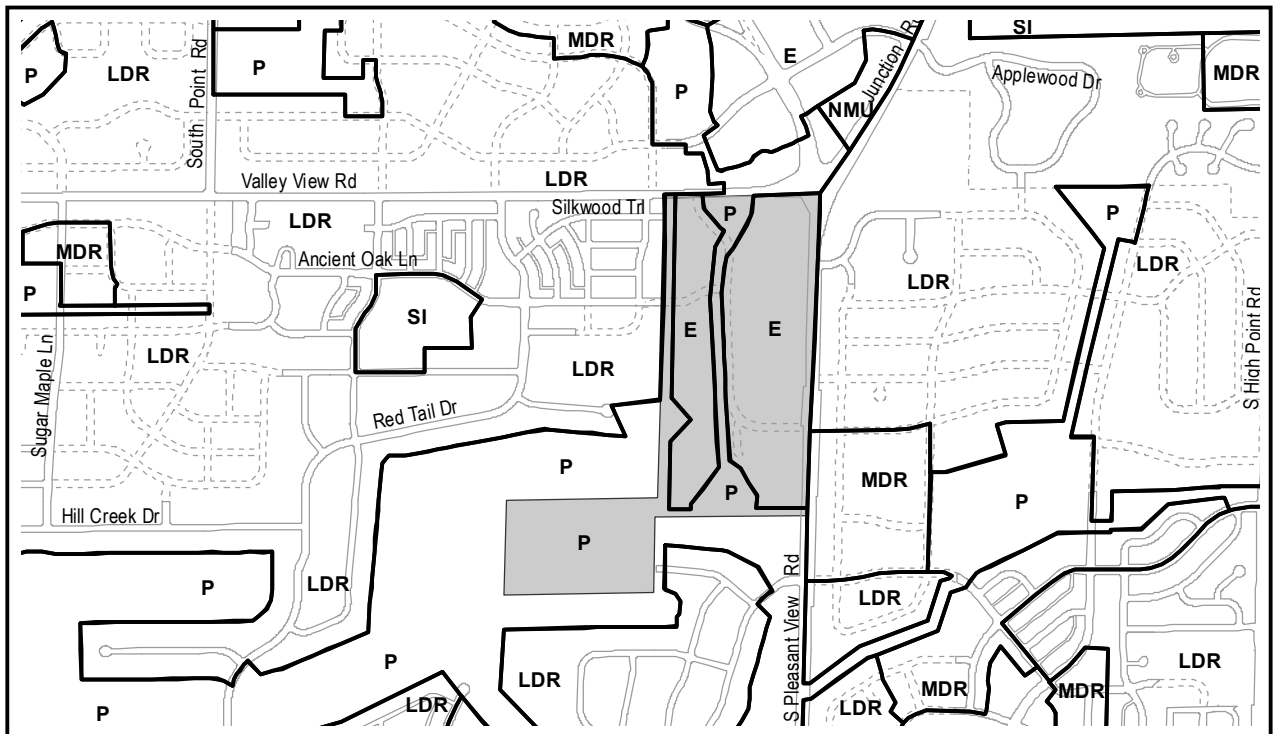 SI
MDR
E
P
LDR
P
South Point Rd
P
Junction Rd
Applewood Dr
MDR
NMU
Valley View Rd
LDR
Silkwood Trl
P
P
LDR
MDR
Ancient Oak Ln
LDR
LDR
P
SI
E
E
LDR
LDR
Sugar Maple Ln
S High Point Rd
Red Tail Dr
P
MDR
P
P
Hill Creek Dr
P
P
LDR
LDR
S Pleasant View Rd
P
LDR
LDR
MDR
MDR
P
LDR
LDR